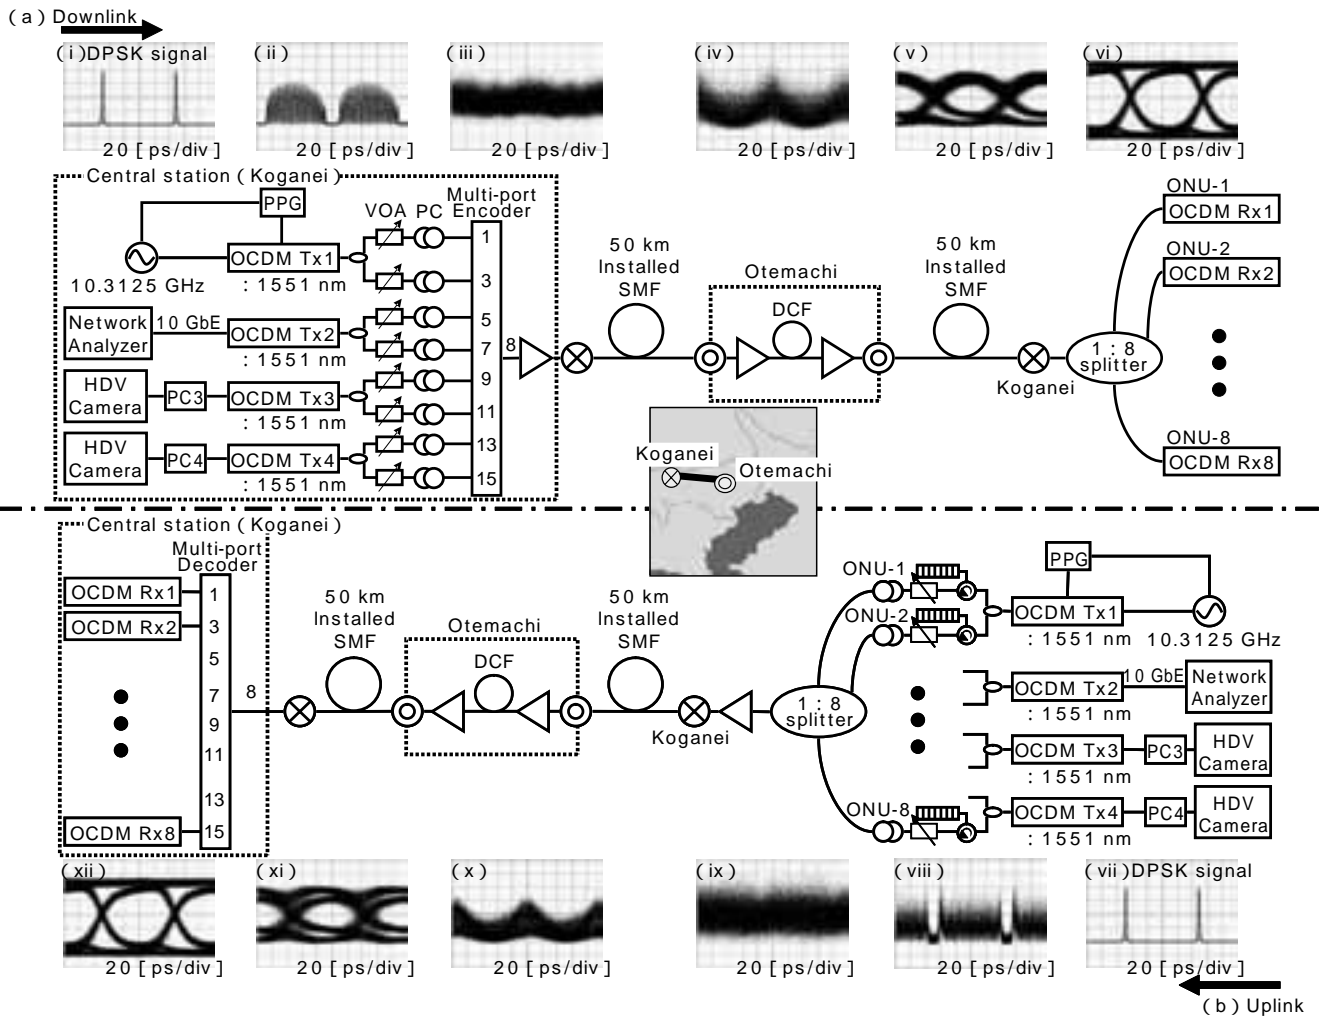 (a) Downlink
(i) DPSK signal
(ii)
(iii)
(iv)
(v)
(vi)
20 [ps/div]
20 [ps/div]
20 [ps/div]
20 [ps/div]
20 [ps/div]
20 [ps/div]
Central station (Koganei)
PPG
VOA
PC
Multi-port
Encoder
10.3125 GHz
OCDM Tx1
: 1551 nm
Network
Analyzer
10 GbE
OCDM Tx2
: 1551 nm
HDV
Camera
PC3
OCDM Tx3
: 1551 nm
HDV
Camera
PC4
OCDM Tx4
: 1551 nm
1
3
5
7
9
11
13
15
8
50 km
Installed
SMF
Otemachi
DCF
50 km
Installed
SMF
Koganei
1 : 8
splitter
ONU-1
OCDM Rx1
ONU-2
OCDM Rx2
ONU-8
OCDM Rx8
Koganei
Otemachi
Central station (Koganei)
Multi-port
Decoder
OCDM Rx1
OCDM Rx2
OCDM Rx8
1
3
5
7
9
11
13
15
8
50 km
Installed
SMF
Otemachi
DCF
50 km
Installed
SMF
Koganei
1 : 8
splitter
ONU-1
ONU-2
ONU-8
PPG
OCDM Tx1
: 1551 nm
10.3125 GHz
OCDM Tx2
: 1551 nm
10 GbE
Network
Analyzer
OCDM Tx3
: 1551 nm
PC3
HDV
Camera
OCDM Tx4
: 1551 nm
PC4
HDV
Camera
(xii)
(xi)
(x)
(ix)
(viii)
(vii) DPSK signal
20 [ps/div]
20 [ps/div]
20 [ps/div]
20 [ps/div]
20 [ps/div]
20 [ps/div]
(b) Uplink